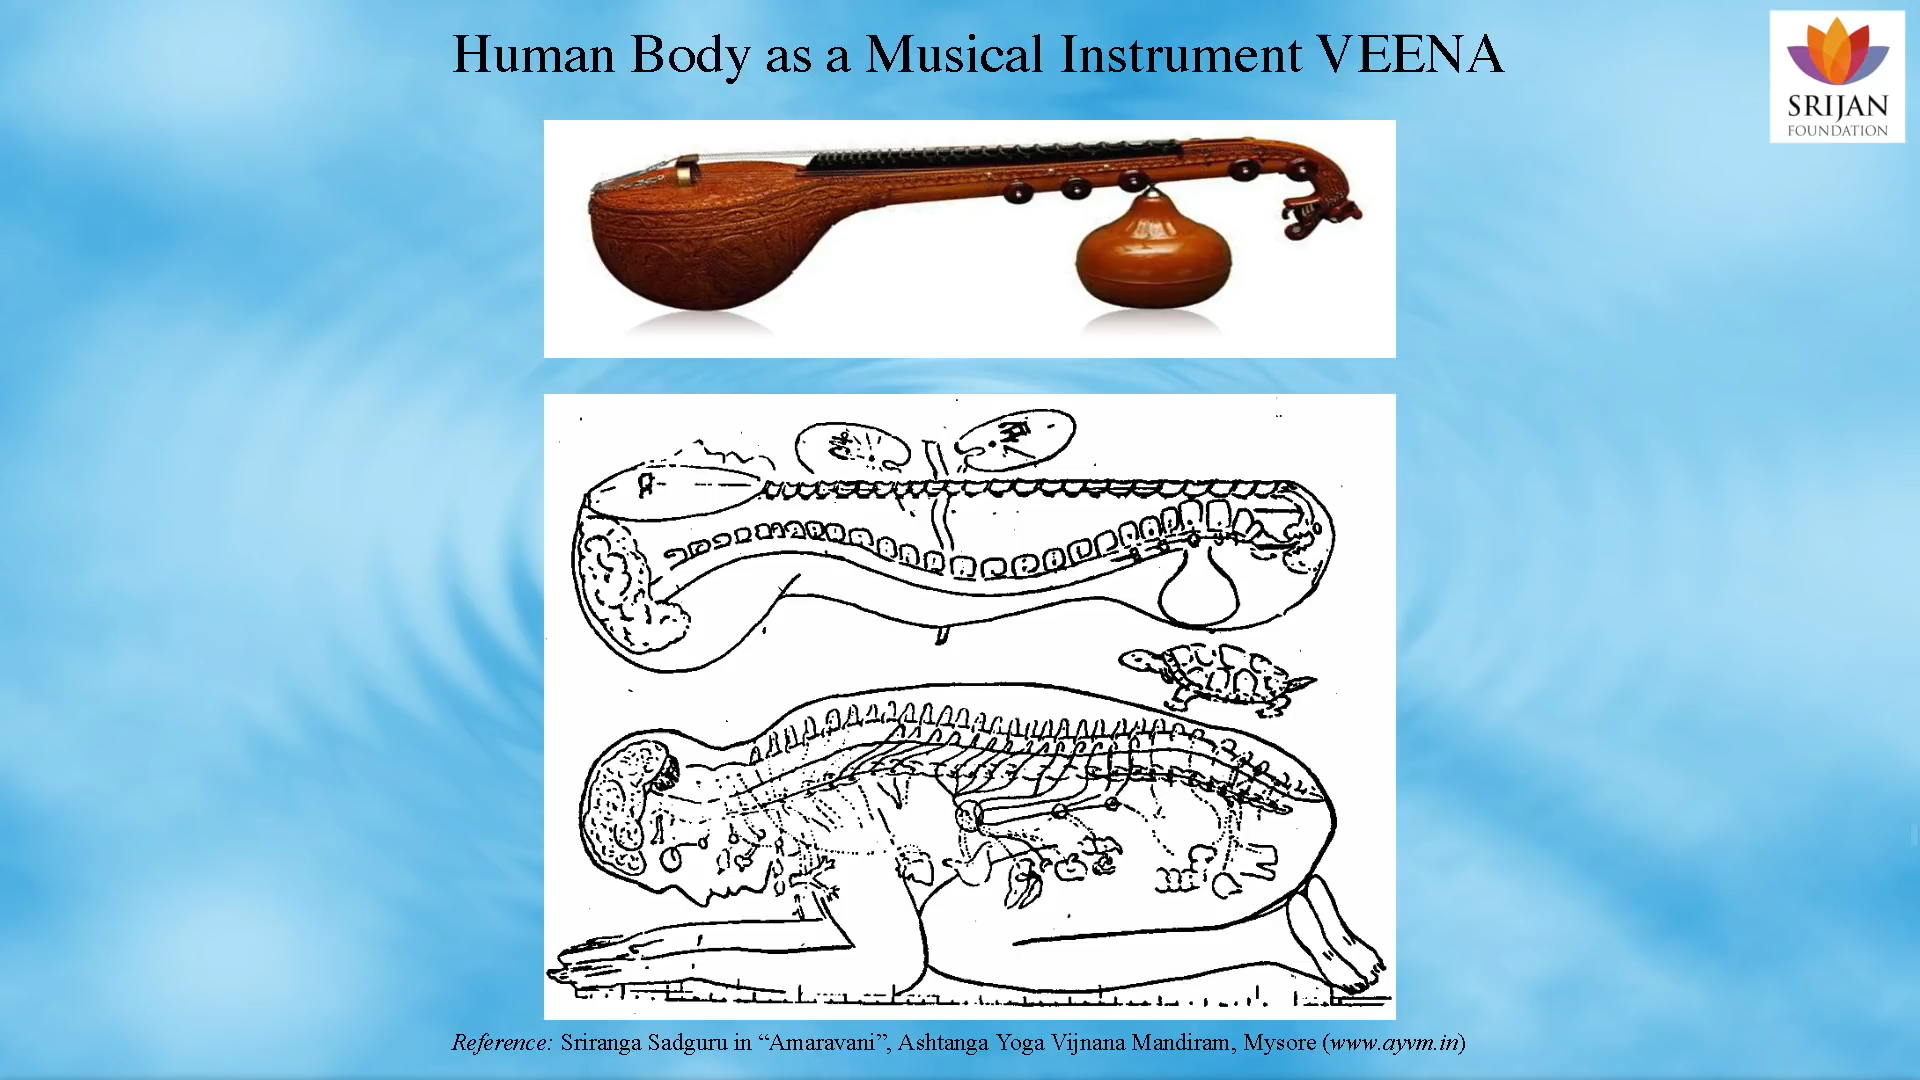 Human Body as a Musical Instrument VEENA
SRIJAN
FOUNDATION
Reference: Sriranga Sadguru in “Amaravani”, Ashtanga Yoga Vijnana Mandiram, Mysore (www.ayvm.in)